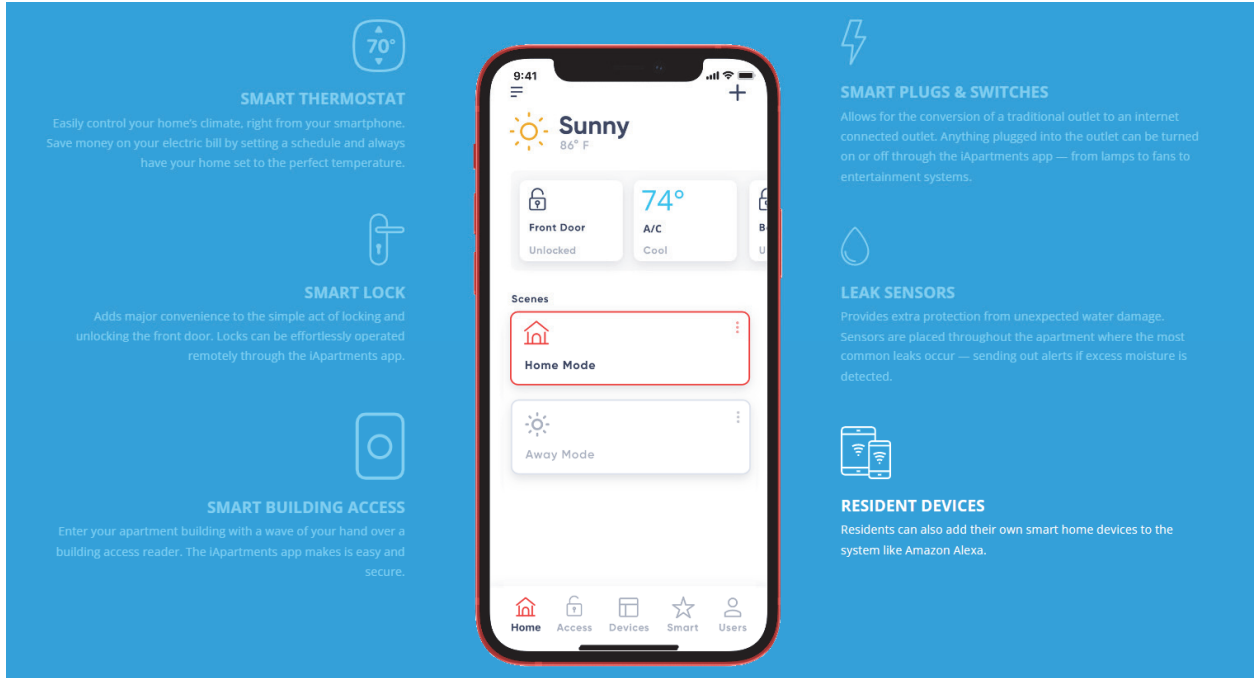 70°
SMART THERMOSTAT
Easily control your home's climate, right from your smartphone.
Save money on your electric bill by setting a schedule and always
have your home set to the perfect temperature.
SMART LOCK
Adds major convenience to the simple act of locking and
unlocking the front door. Locks can be effortlessly operated
remotely through the iApartments app.
SMART BUILDING ACCESS
Enter your apartment building with a wave of your hand over a
building access reader. The iApartments app makes is easy and
secure.
9:41
Sunny
86° F
Front Door
Unlocked
74°
A/C
Cool
B
U
Scenes
Home Mode
Away Mode
Home Access Devices Smart Users
SMART PLUGS & SWITCHES
Allows for the conversion of a traditional outlet to an internet
connected outlet. Anything plugged into the outlet can be turned
on or off through the iApartments app — from lamps to fans to
entertainment systems.
LEAK SENSORS
Provides extra protection from unexpected water damage.
Sensors are placed throughout the apartment where the most
common leaks occur — sending out alerts if excess moisture is
detected.
RESIDENT DEVICES
Residents can also add their own smart home devices to the
system like Amazon Alexa.